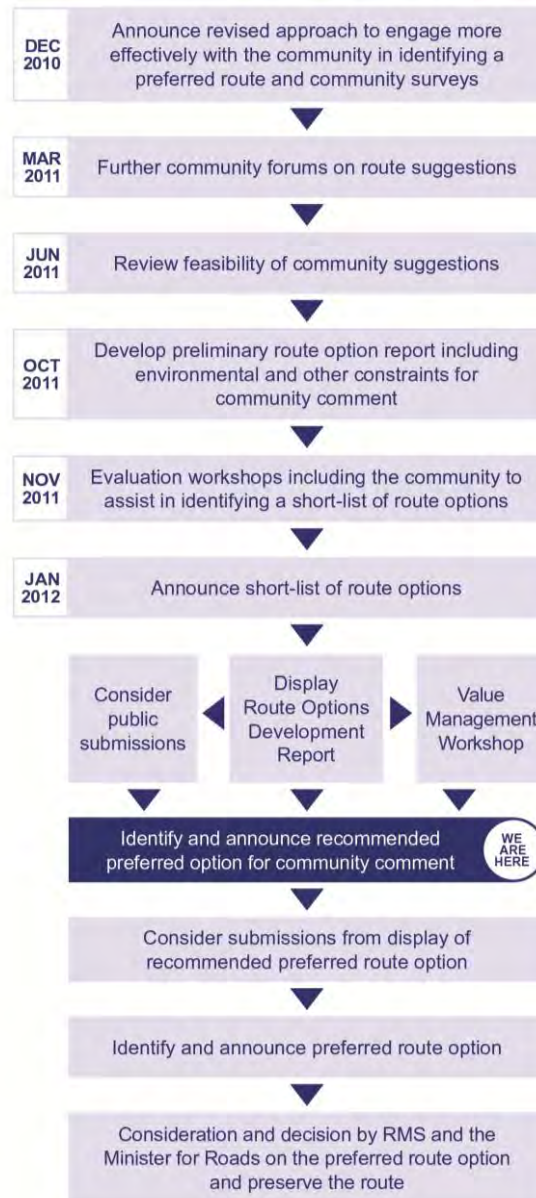 DEC
2010
Announce revised approach to engage more
effectively with the community in identifying a
preferred route and community surveys
MAR
2011
Further community forums on route suggestions
JUN
2011
Review feasibility of community suggestions
OCT
2011
Develop preliminary route option report including
environmental and other constraints for
community comment
NOV
2011
Evaluation workshops including the community to
assist in identifying a short-list of route options
JAN
2012
Announce short-list of route options
Consider
public
submissions
Display
Route Options
Development
Report
Value
Management
Workshop
Identify and announce recommended
preferred option for community comment
WE
ARE
HERE
Consider submissions from display of
recommended preferred route option
Identify and announce preferred route option
Consideration and decision by RMS and the
Minister for Roads on the preferred route option
and preserve the route